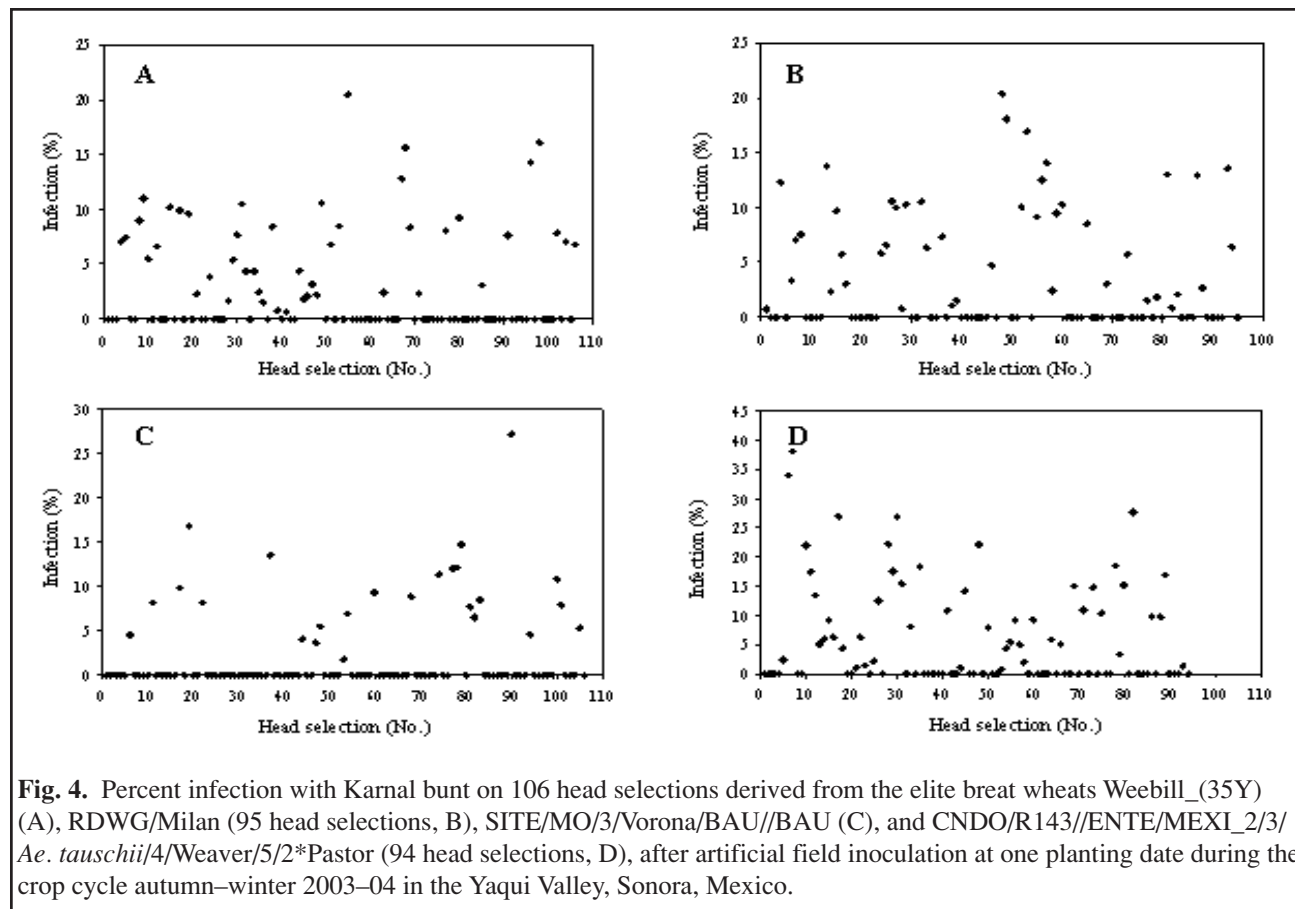 A
Infection (%)
25
20
15
10
5
0
0 10 20 30 40 50 60 70 80 90 100 110
Head selection (No.)
B
Infection (%)
25
20
15
10
5
0
0 10 20 30 40 50 60 70 80 90 100
Head selection (No.)
C
Infection (%)
30
25
20
15
10
5
0
0 10 20 30 40 50 60 70 80 90 100 110
Head selection (No.)
D
Infection (%)
45
40
35
30
25
20
15
10
5
0
0 10 20 30 40 50 60 70 80 90 100 110
Head selection (No.)
Fig. 4. Percent infection with Karnal bunt on 106 head selections derived from the elite breat wheats Weebill_(35Y)
(A), RDWG/Milan (95 head selections, B), SITE/MO/3/Vorona/BAU//BAU (C), and CNDO/R143//ENTE/MEXI_2/3/
Ae. tauschii/4/Weaver/5/2*Pastor (94 head selections, D), after artificial field inoculation at one planting date during the
crop cycle autumn–winter 2003–04 in the Yaqui Valley, Sonora, Mexico.